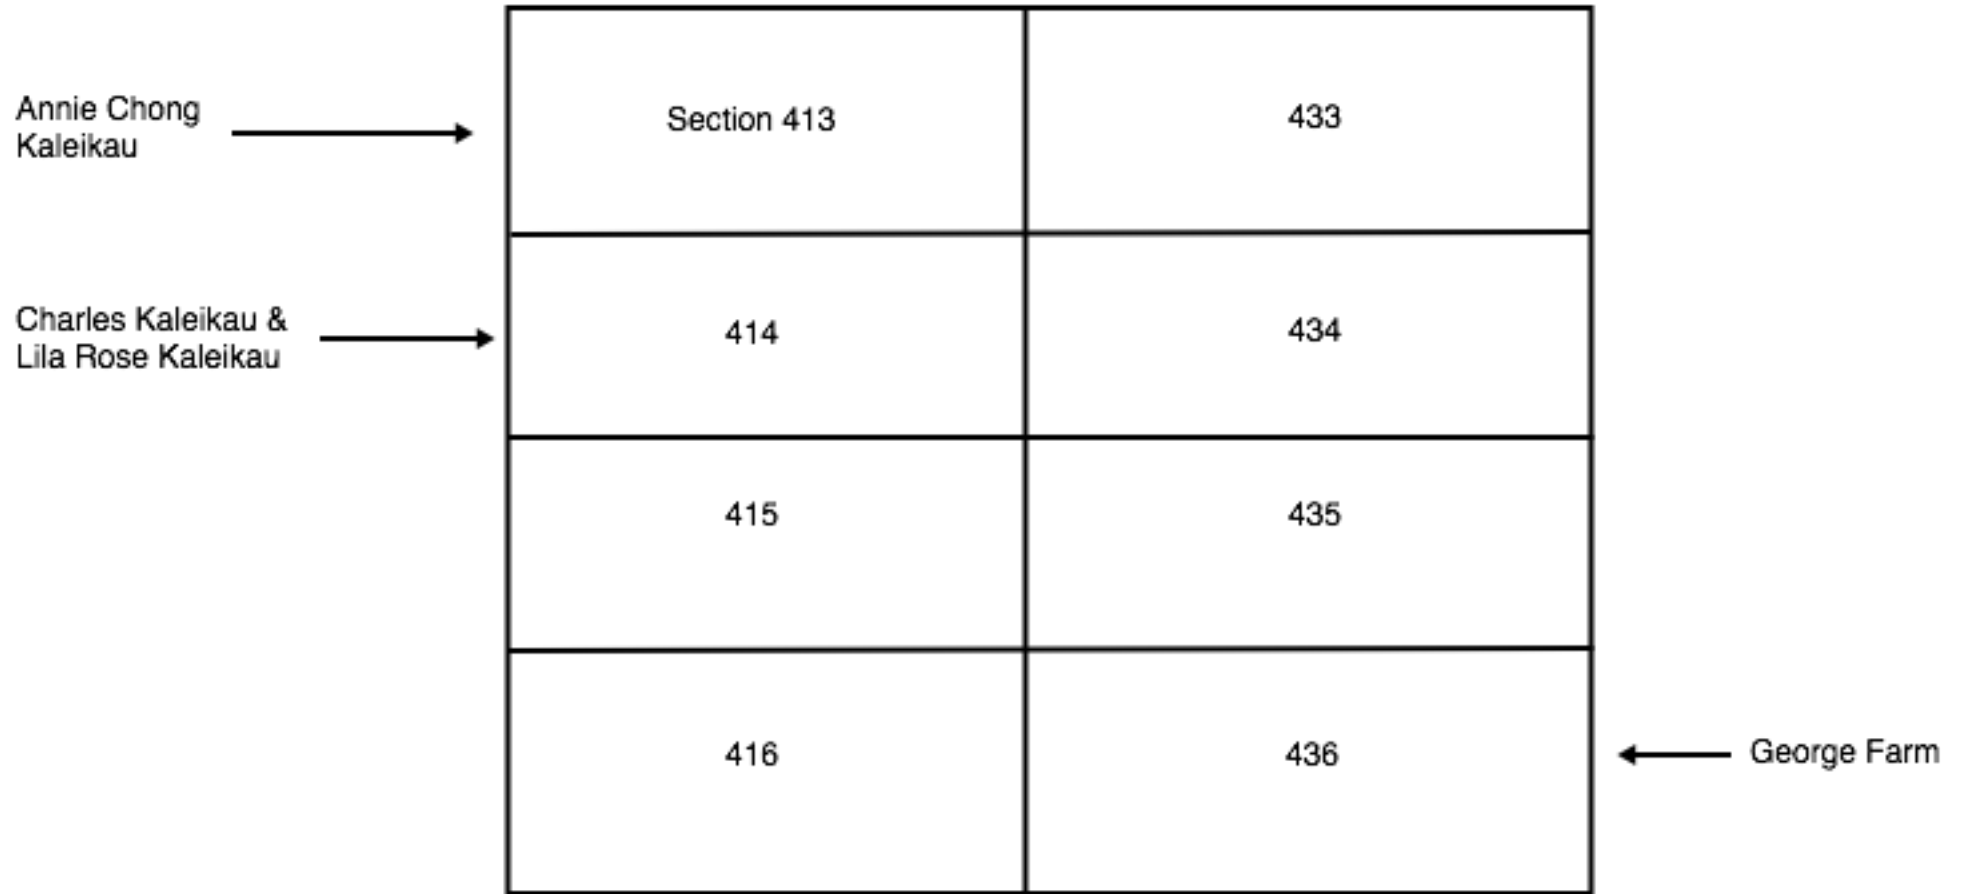 Annie Chong
Kaleikau
Section 413
433
Charles Kaleikau &
Lila Rose Kaleikau
414
434
415
435
416
436
George Farm